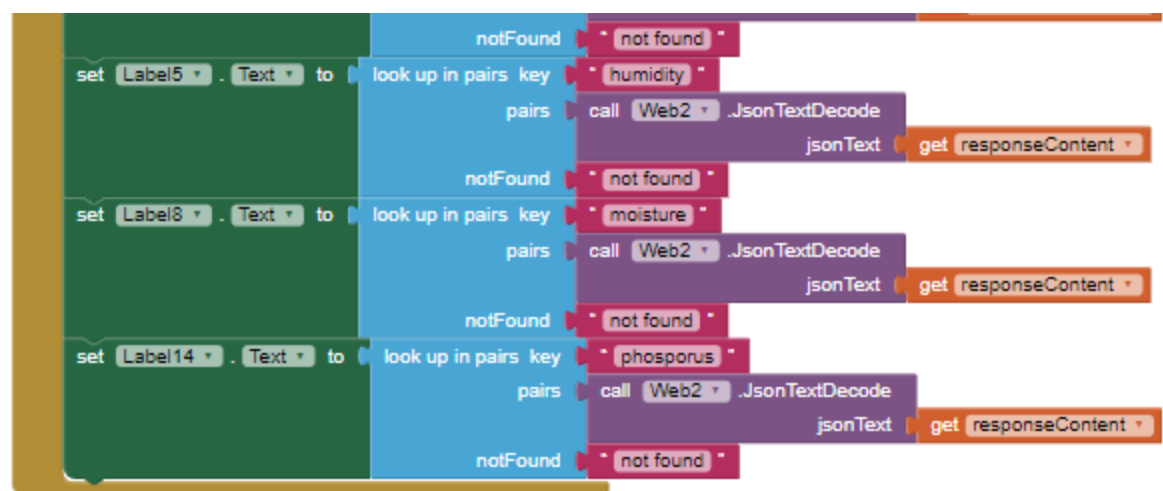 notFound " not found "
set Label5 . Text to look up in pairs key " humidity "
pairs call Web2 .JsonTextDecode
jsonText get responseContent
notFound " not found "
set Label8 . Text to look up in pairs key " moisture "
pairs call Web2 .JsonTextDecode
jsonText get responseContent
notFound " not found "
set Label14 . Text to look up in pairs key " phosporus "
pairs call Web2 .JsonTextDecode
jsonText get responseContent
notFound " not found "